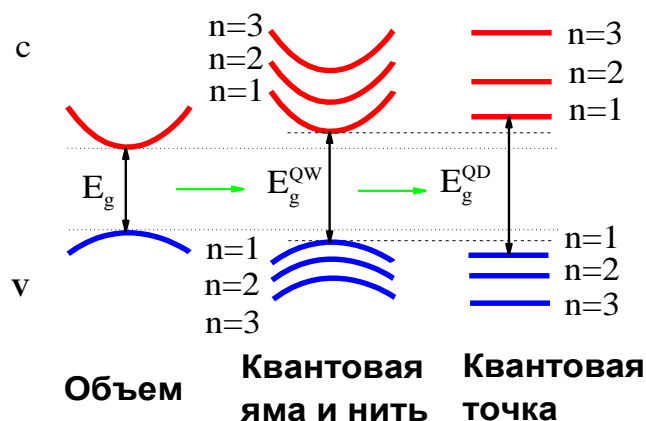 c
n=3
n=2
n=1
n=3
n=2
n=1
E_g
E_g^QW
E_g^QD
v
n=1
n=2
n=3
n=1
n=2
n=3
Объем
Квантовая
яма и нить
Квантовая
точка